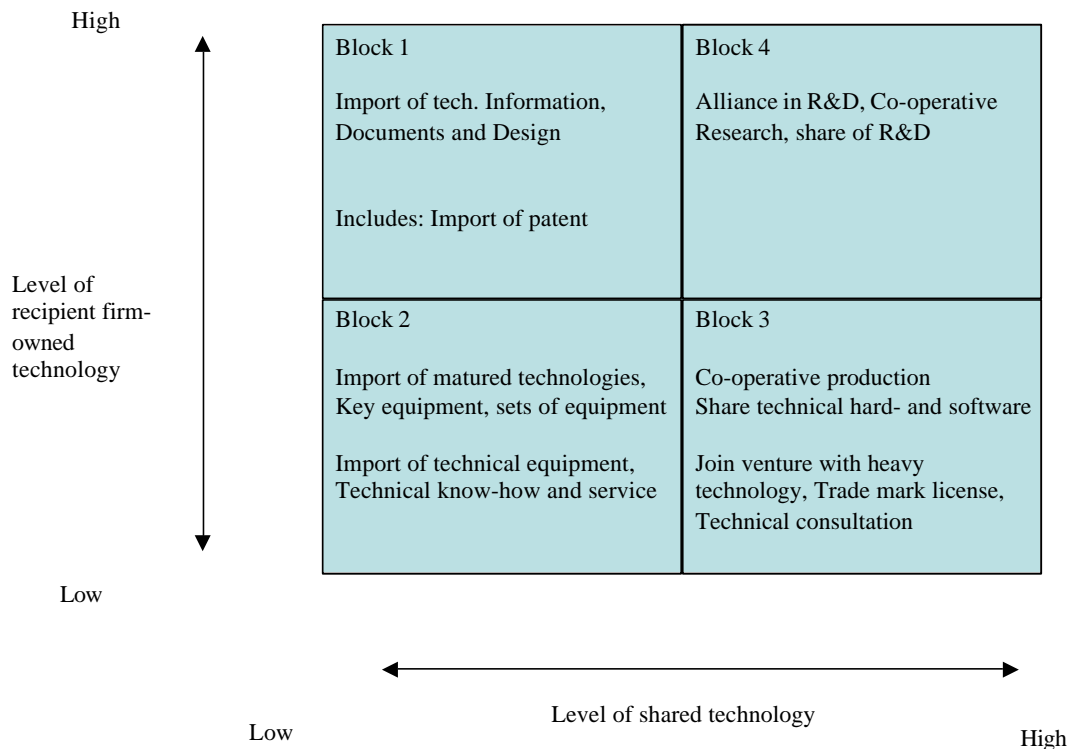 High
Block 1
Import of tech. Information,
Documents and Design
Includes: Import of patent
Block 4
Alliance in R&D, Co-operative
Research, share of R&D
Level of
recipient firm-
owned
technology
Block 2
Import of matured technologies,
Key equipment, sets of equipment
Import of technical equipment,
Technical know-how and service
Block 3
Co-operative production
Share technical hard- and software
Join venture with heavy
technology, Trade mark license,
Technical consultation
Low
Low
Level of shared technology
High